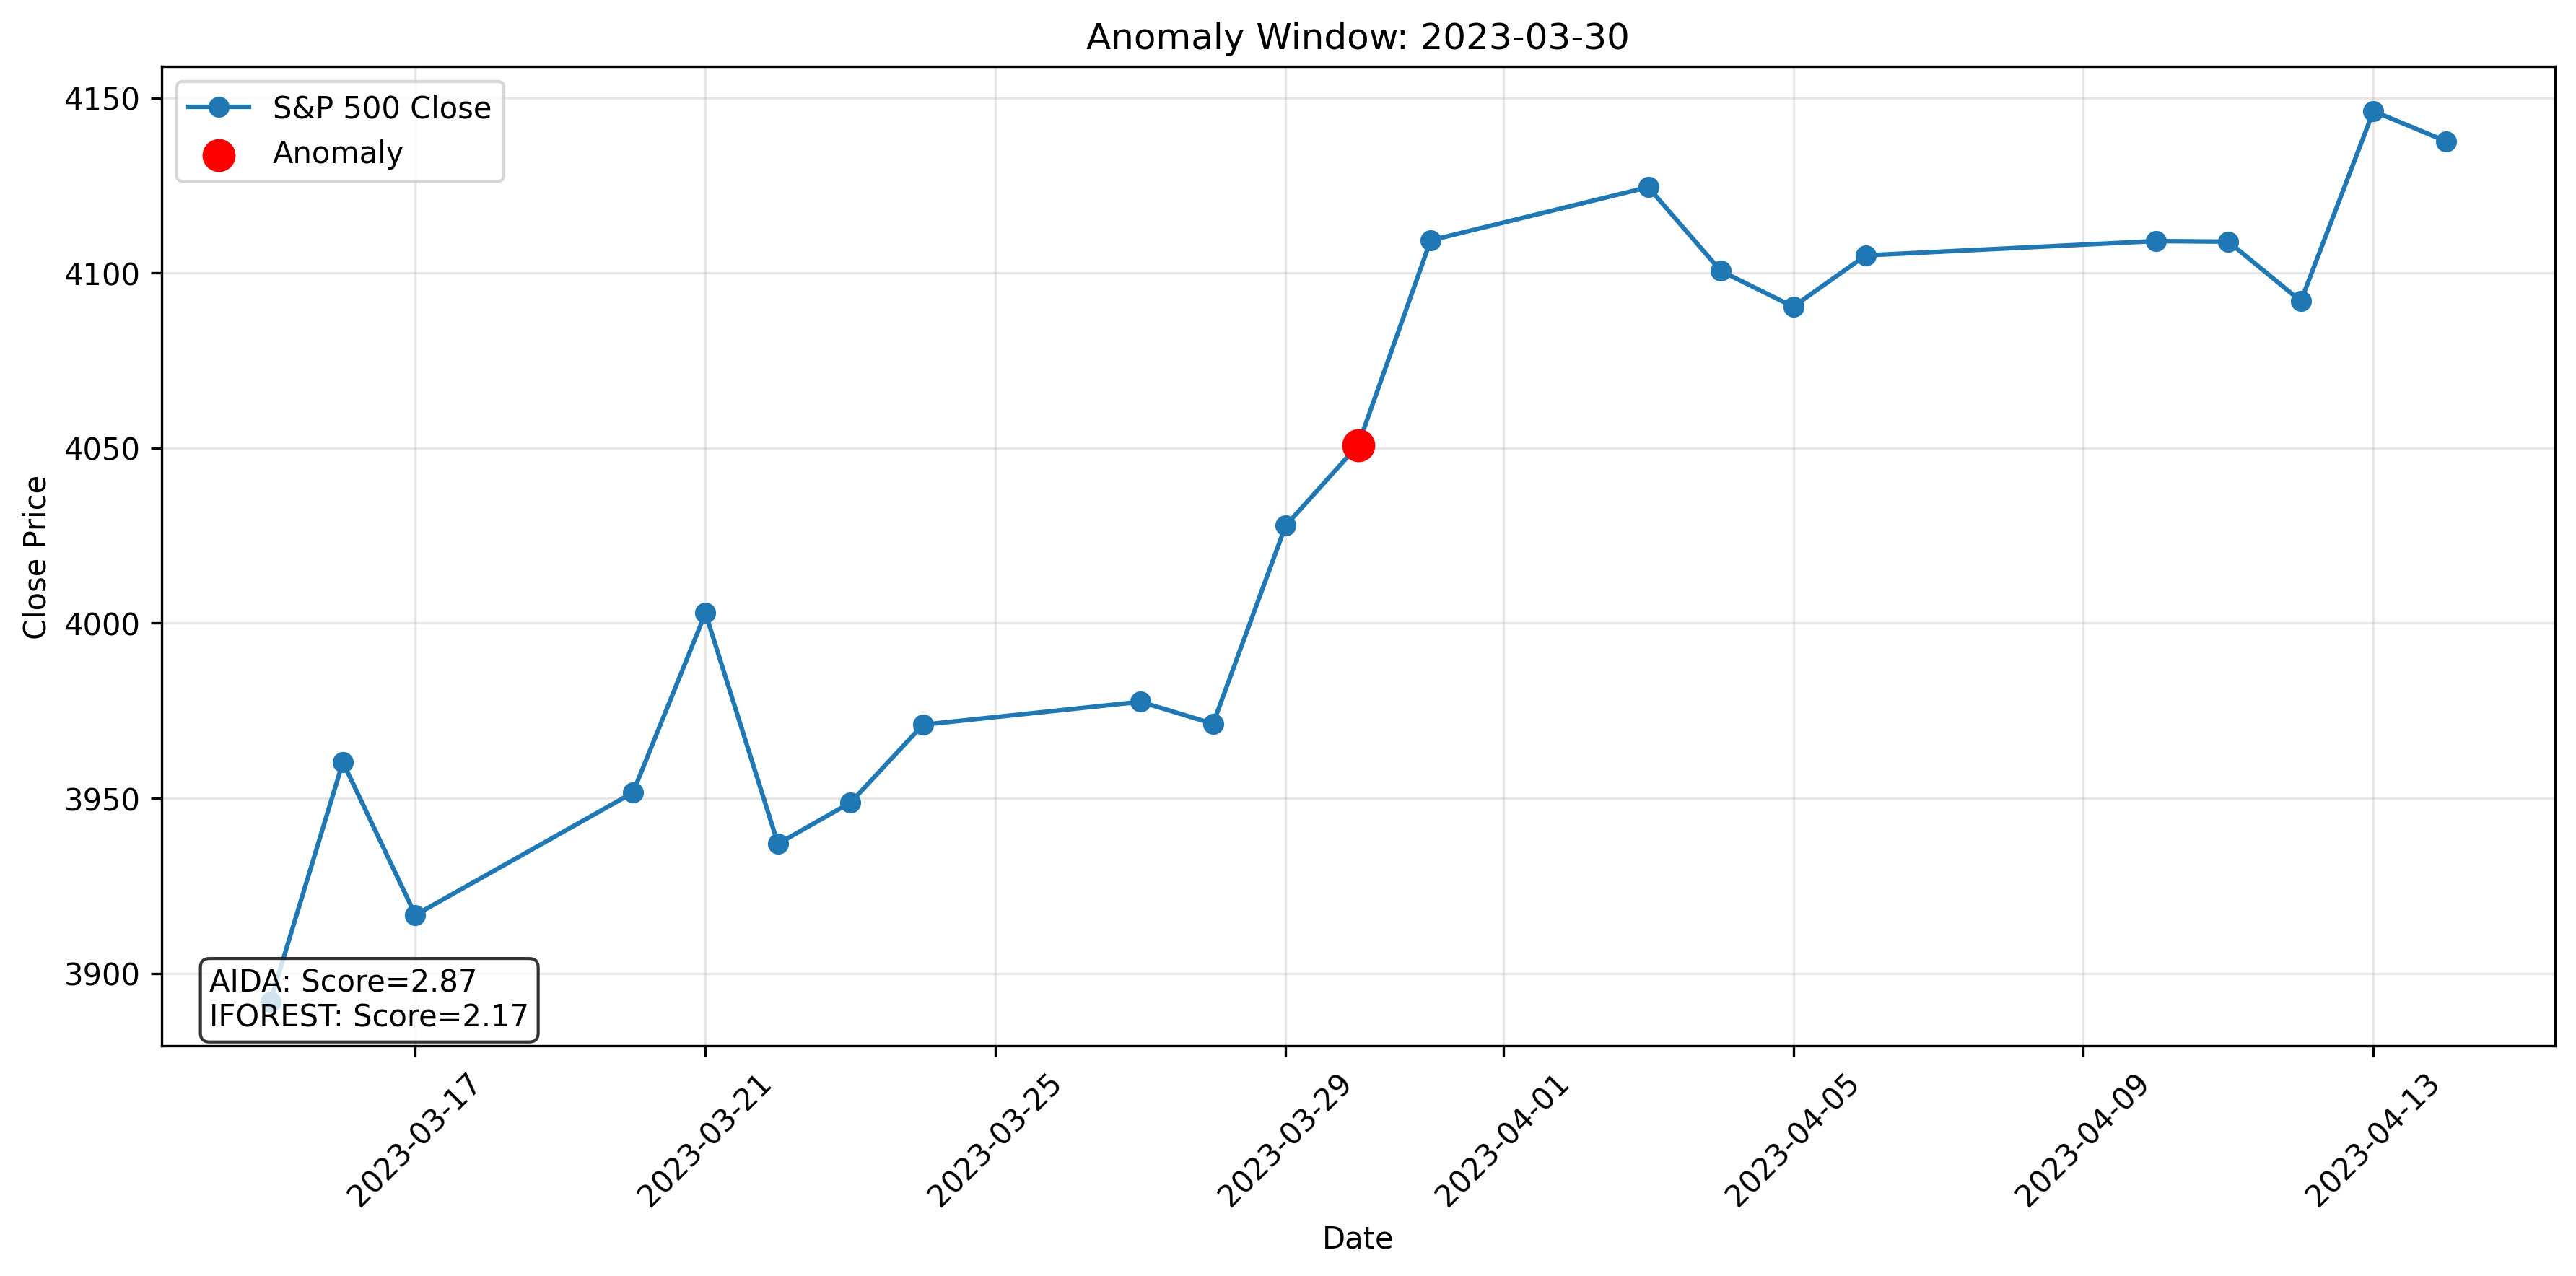 Anomaly Window: 2023-03-30
S&P 500 Close
Anomaly
4150
4100
4050
4000
3950
3900
Close Price
AIDA: Score=2.87
IFOREST: Score=2.17
2023-03-17
2023-03-21
2023-03-25
2023-03-29
2023-04-01
2023-04-05
2023-04-09
2023-04-13
Date